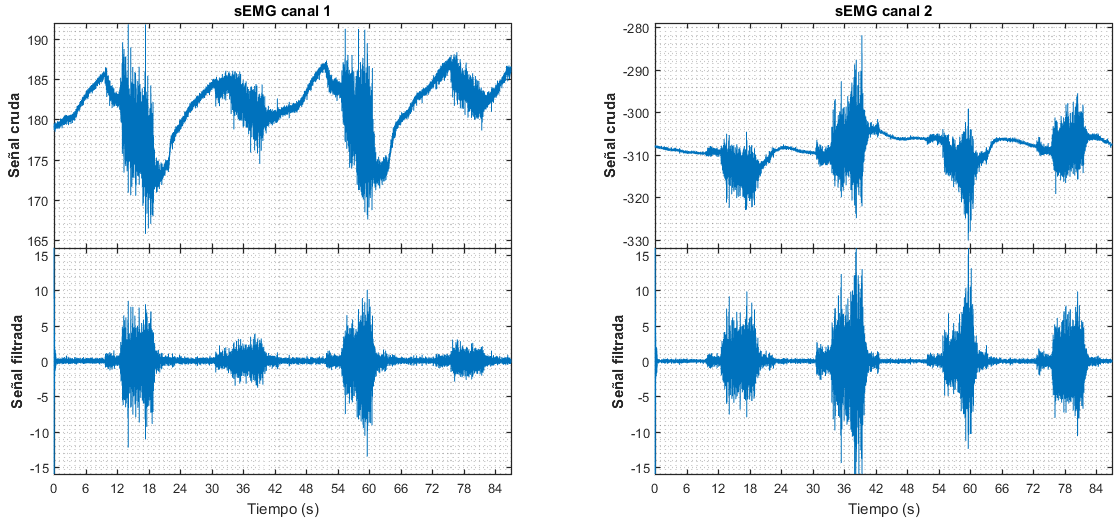 sEMG canal 1
Señal cruda
190
185
180
175
170
165
Señal filtrada
15
10
5
0
-5
-10
-15
0 6 12 18 24 30 36 42 48 54 60 66 72 78 84
Tiempo (s)
sEMG canal 2
Señal cruda
-280
-290
-300
-310
-320
-330
Señal filtrada
15
10
5
0
-5
-10
-15
0 6 12 18 24 30 36 42 48 54 60 66 72 78 84
Tiempo (s)